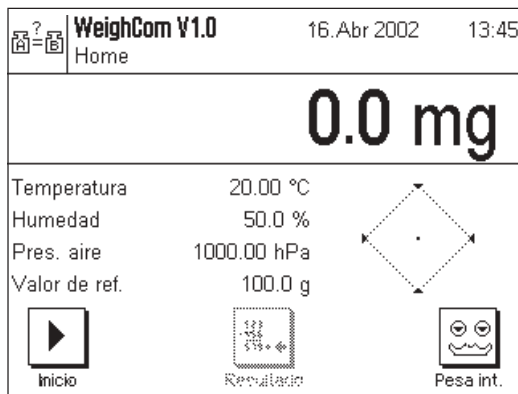 A ? = B WeighCom V1.0 16.Abr 2002 13:45
Home
0.0 mg
Temperatura 20.00 °C
Humedad 50.0 %
Pres. aire 1000.00 hPa
Valor de ref. 100.0 g
Inicio Resultado Pesa int.